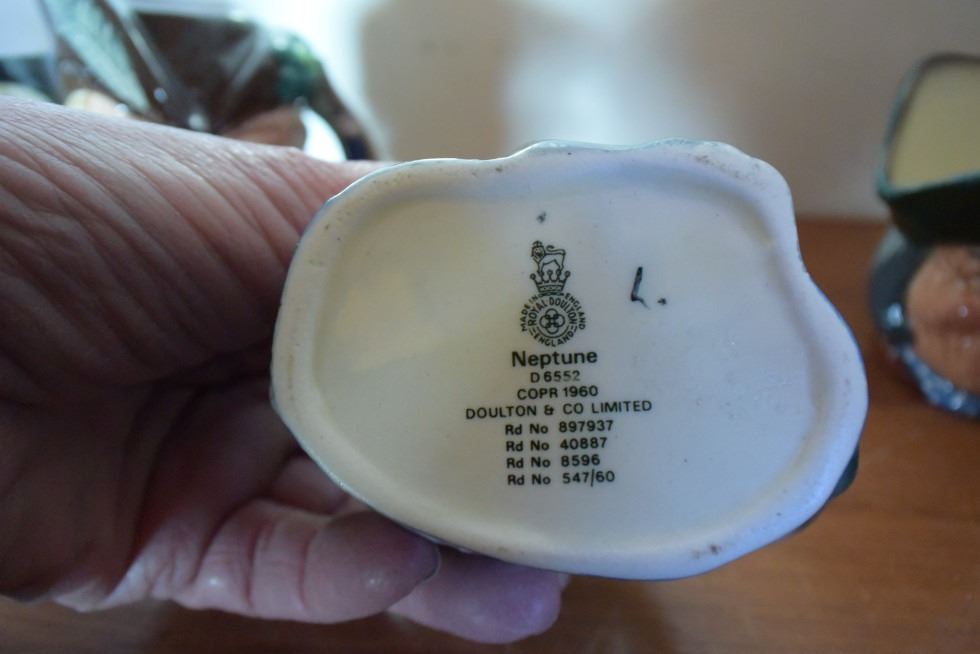 MADE IN ENGLAND
ROYAL DOULTON
ENGLAND
L.
Neptune
D 6552
COPR 1960
DOULTON & CO LIMITED
Rd No 897937
Rd No 40887
Rd No 8596
Rd No 547/60